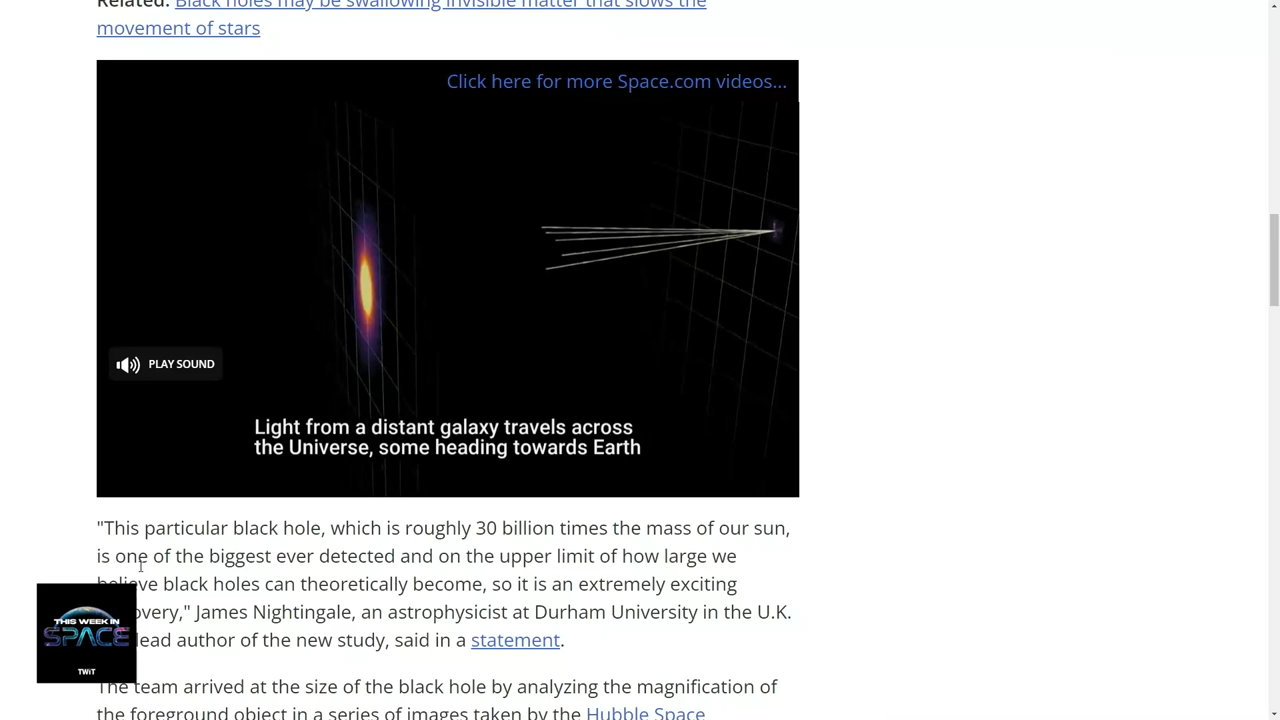 Related: Black holes may be swallowing invisible matter that slows the
movement of stars
Click here for more Space.com videos...
PLAY SOUND
Light from a distant galaxy travels across
the Universe, some heading towards Earth
"This particular black hole, which is roughly 30 billion times the mass of our sun,
is one of the biggest ever detected and on the upper limit of how large we
believe black holes can theoretically become, so it is an extremely exciting
overy," James Nightingale, an astrophysicist at Durham University in the U.K.
lead author of the new study, said in a statement.
THIS WEEK IN
SPACE
TWiT
The team arrived at the size of the black hole by analyzing the magnification of
the foreground object in a series of images taken by the Hubble Space